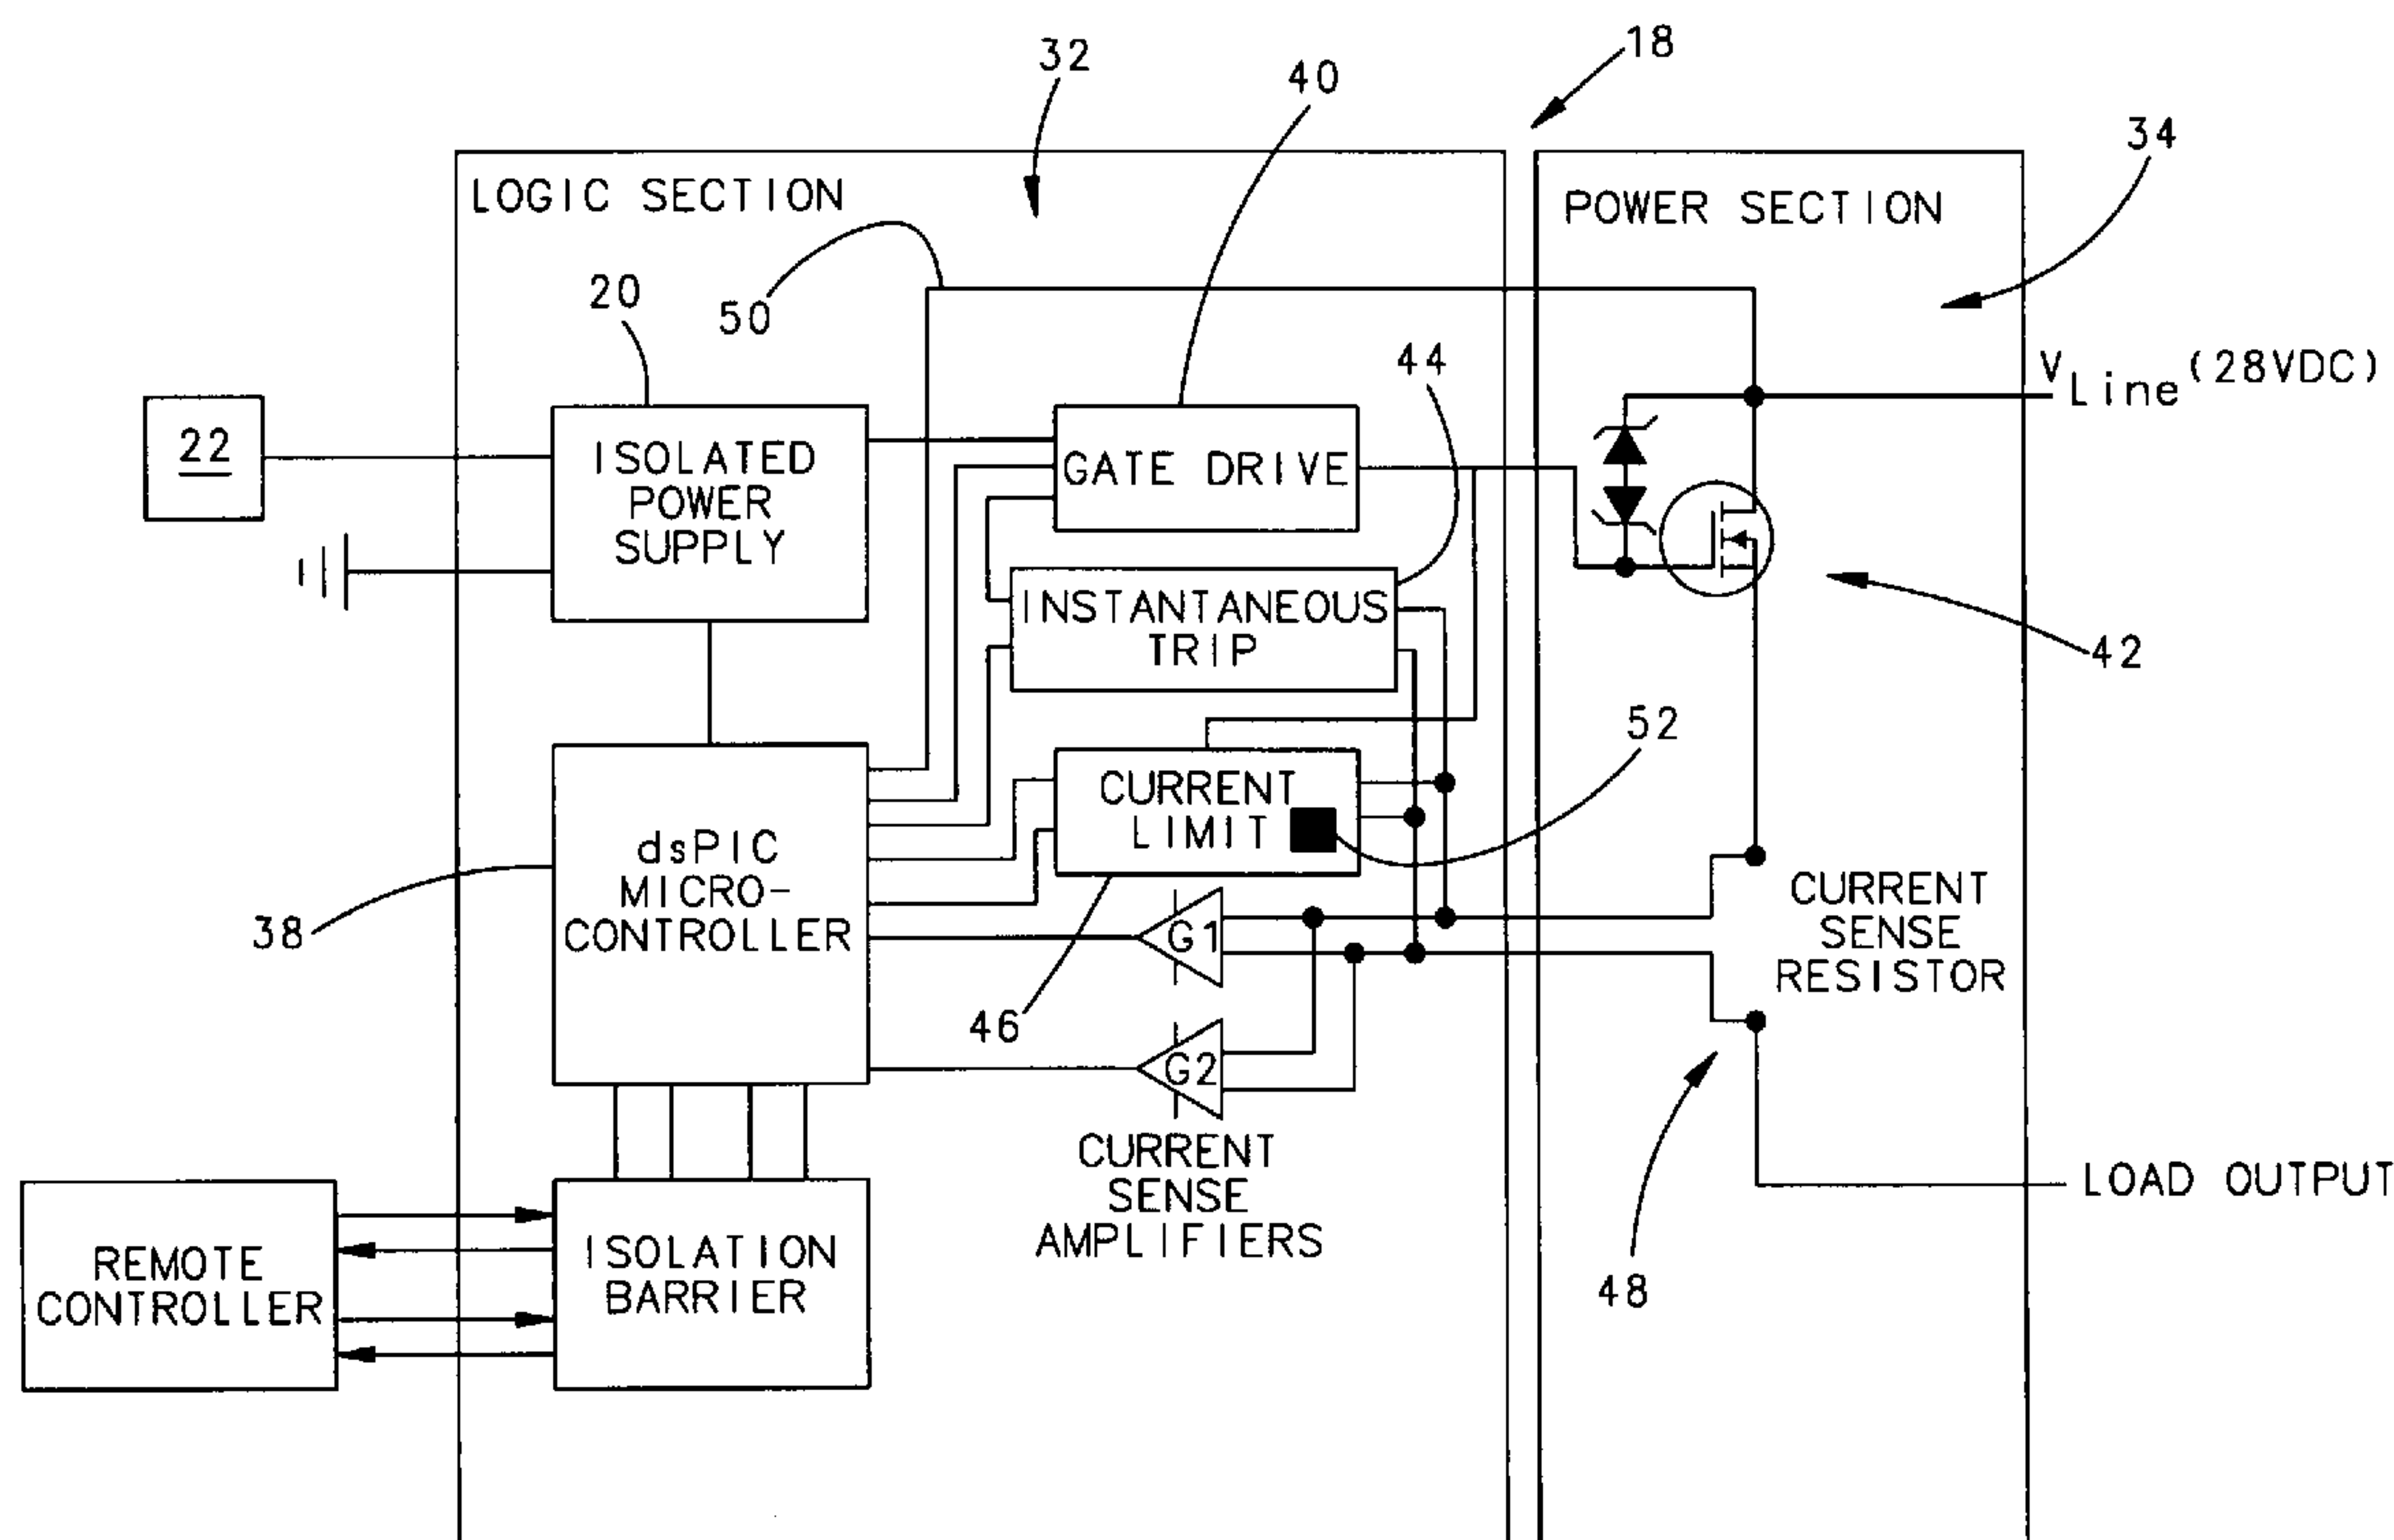 18
32
40
34
LOGIC SECTION
POWER SECTION
20
50
44
V Line (28VDC)
22
ISOLATED
POWER
SUPPLY
GATE DRIVE
INSTANTANEOUS
TRIP
42
52
CURRENT
LIMIT
dsPIC
MICRO-
CONTROLLER
38
G1
CURRENT
SENSE
RESISTOR
46
G2
CURRENT
SENSE
AMPLIFIERS
LOAD OUTPUT
REMOTE
CONTROLLER
ISOLATION
BARRIER
48